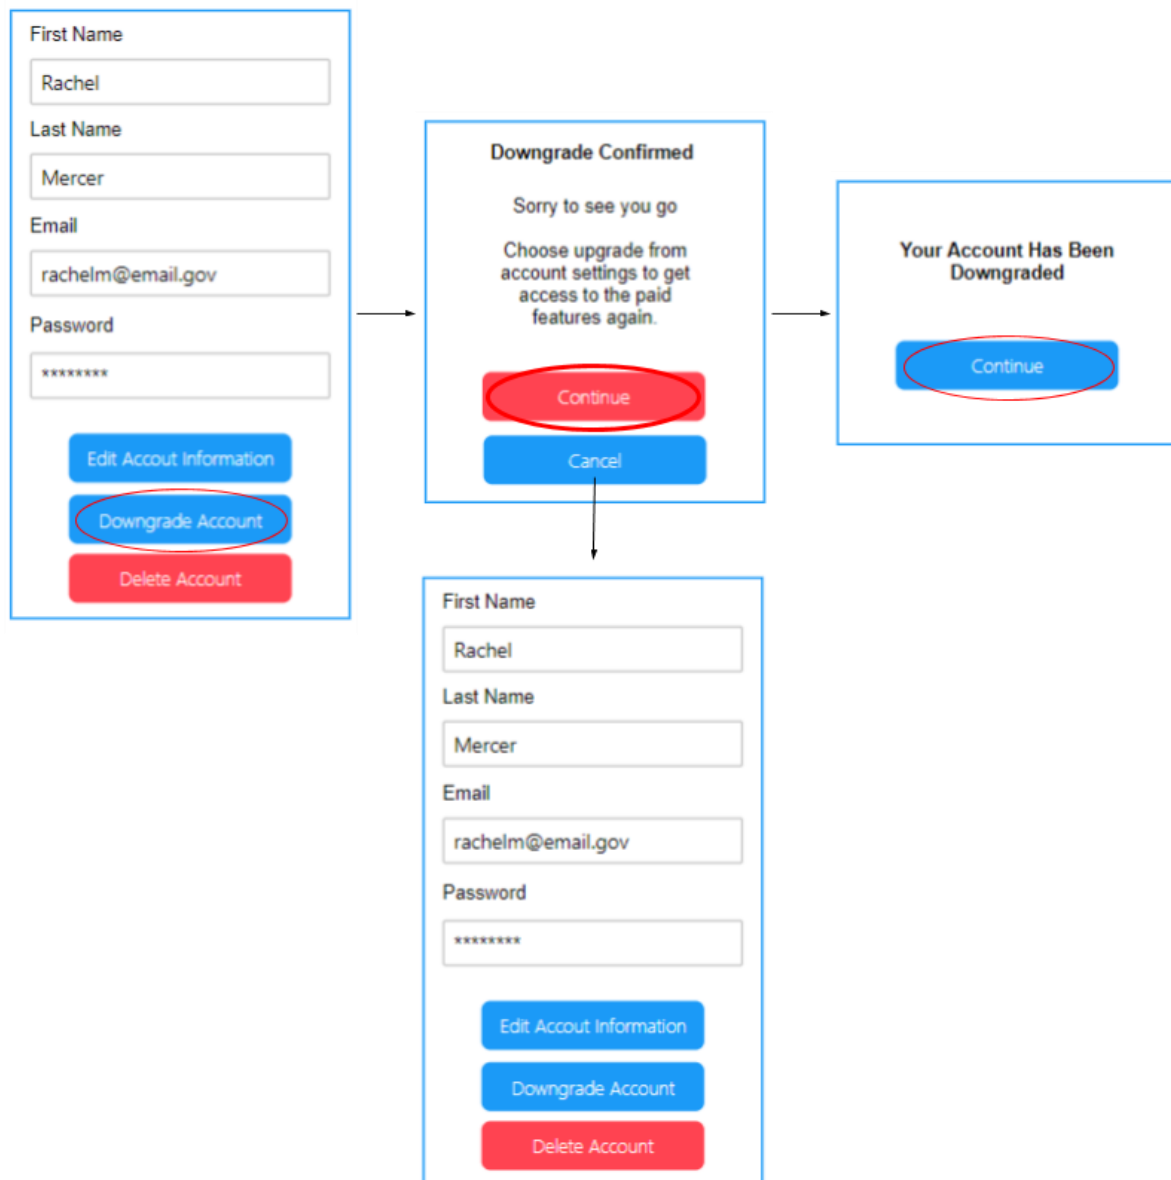 First Name
Rachel
Last Name
Mercer
Email
rachelm@email.gov
Password
********
Edit Accout Information
Downgrade Account
Delete Account
Downgrade Confirmed
Sorry to see you go
Choose upgrade from
account settings to get
access to the paid
features again.
Continue
Cancel
Your Account Has Been
Downgraded
Continue
First Name
Rachel
Last Name
Mercer
Email
rachelm@email.gov
Password
********
Edit Accout Information
Downgrade Account
Delete Account